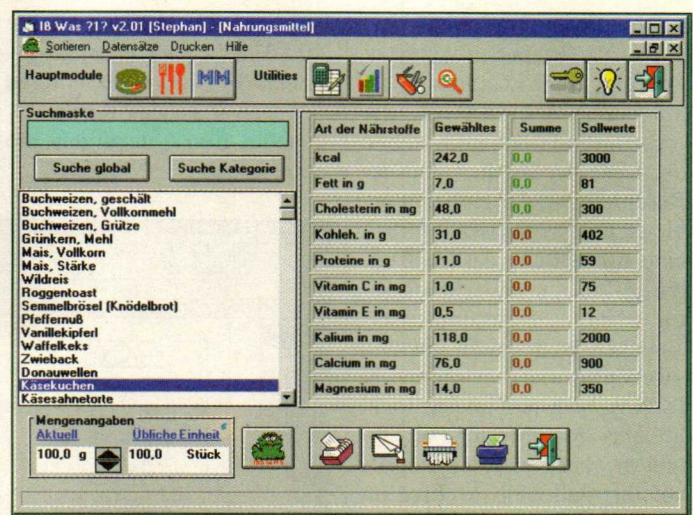 Iß Was ?!? v2.01 [Stephan] - [Nahrungsmittel]
Sortieren Datensätze Drucken Hilfe
Hauptmodule MM Utilities
Suchmaske
Suche global Suche Kategorie
Buchweizen, geschält
Buchweizen, Vollkornmehl
Buchweizen, Grütze
Grünkern, Mehl
Mais, Vollkorn
Mais, Stärke
Wildreis
Roggentoast
Semmelbrösel (Knödelbrot)
Pfeffernuß
Vanillekipferl
Waffelkeks
Zwieback
Donauwellen
Käsekuchen
Käsesahnetorte
Art der Nährstoffe Gewähltes Summe Sollwerte
kcal 242,0 0,0 3000
Fett in g 7,0 0,0 81
Cholesterin in mg 48,0 0,0 300
Kohleh. in g 31,0 0,0 402
Proteine in g 11,0 0,0 59
Vitamin C in mg 1,0 0,0 75
Vitamin E in mg 0,5 0,0 12
Kalium in mg 118,0 0,0 2000
Calcium in mg 76,0 0,0 900
Magnesium in mg 14,0 0,0 350
Mengenangaben
Aktuell Übliche Einheit
100,0 g 100,0 Stück